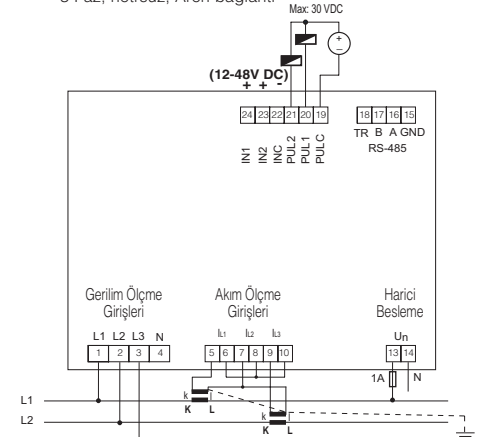 3 Faz, nötrsüz, Aron bağlantı
Max: 30 VDC
+
−
(12-48V DC)
+ + -
24 23 22 21 20 19
18 17 16 15
IN1 IN2 INC PUL2 PUL1 PULC
TR B A GND
RS-485
Gerilim Ölçme Girişleri
Akım Ölçme Girişleri
Harici Besleme
L1 L2 L3 N
IL1 IL2 IL3
Un
1 2 3 4
5 6 7 8 9 10
13 14
1A N
L1
k l
K L
L2
k l
K L